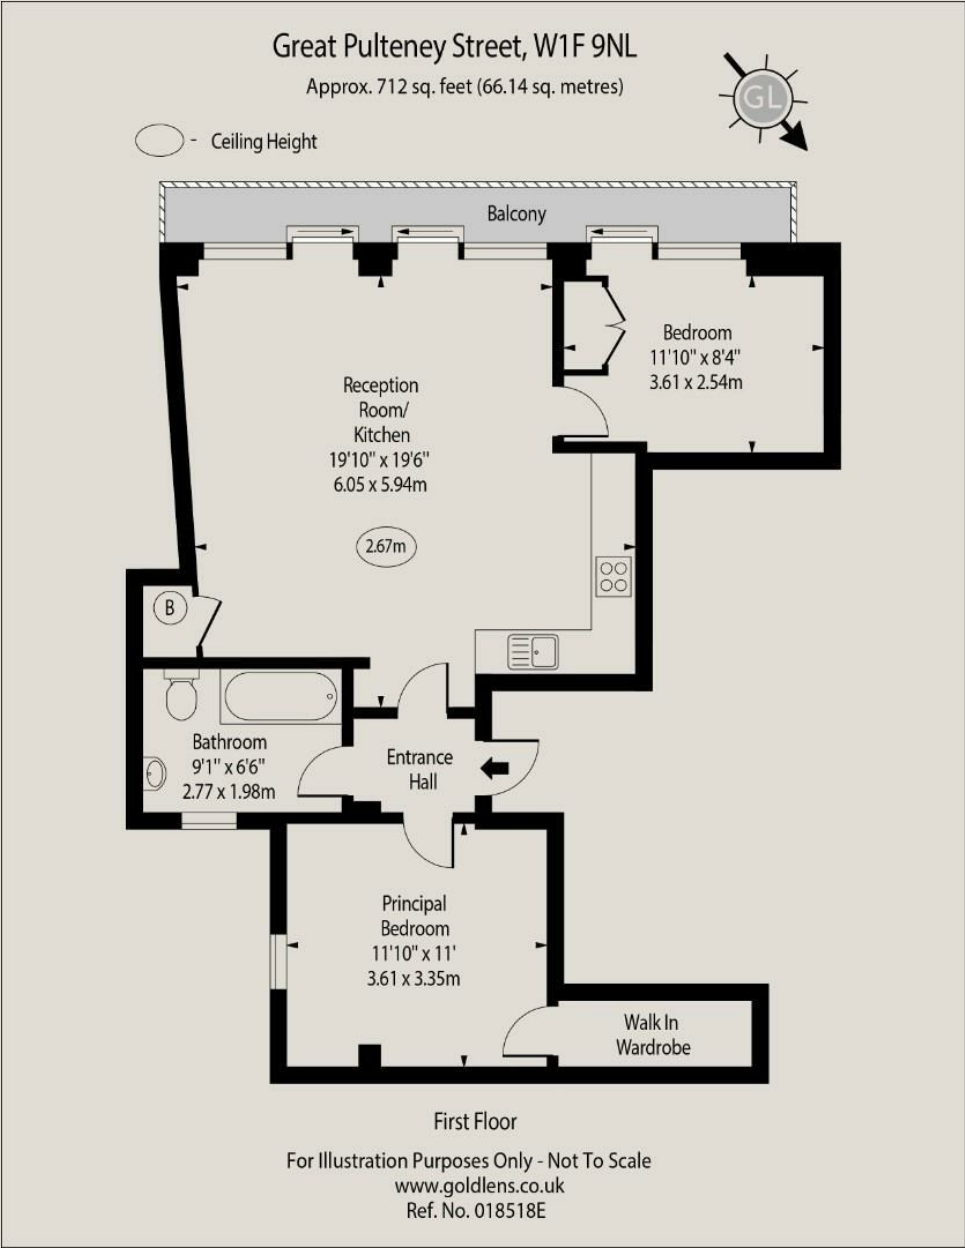 Great Pulteney Street, W1F 9NL
Approx. 712 sq. feet (66.14 sq. metres)
GL
- Ceiling Height
Balcony
Bedroom
11'10" x 8'4"
3.61 x 2.54m
Reception
Room/
Kitchen
19'10" x 19'6"
6.05 x 5.94m
2.67m
B
Bathroom
9'1" x 6'6"
2.77 x 1.98m
Entrance
Hall
Principal
Bedroom
11'10" x 11'
3.61 x 3.35m
Walk In
Wardrobe
First Floor
For Illustration Purposes Only - Not To Scale
www.goldlens.co.uk
Ref. No. 018518E